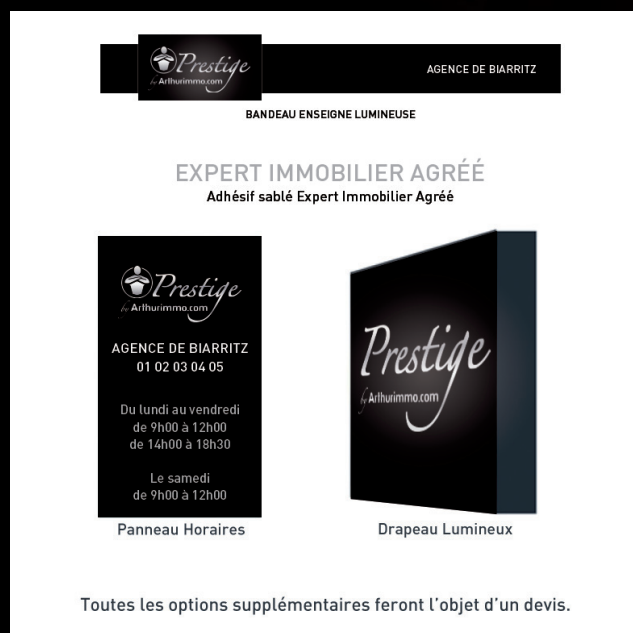 Prestige
by Arthurimmo.com
AGENCE DE BIARRITZ
BANDEAU ENSEIGNE LUMINEUSE
EXPERT IMMOBILIER AGRÉÉ
Adhésif sablé Expert Immobilier Agréé
Prestige
by Arthurimmo.com
AGENCE DE BIARRITZ
01 02 03 04 05
Du lundi au vendredi
de 9h00 à 12h00
de 14h00 à 18h30
Le samedi
de 9h00 à 12h00
Panneau Horaires
Prestige
by Arthurimmo.com
Drapeau Lumineux
Toutes les options supplémentaires feront l'objet d'un devis.